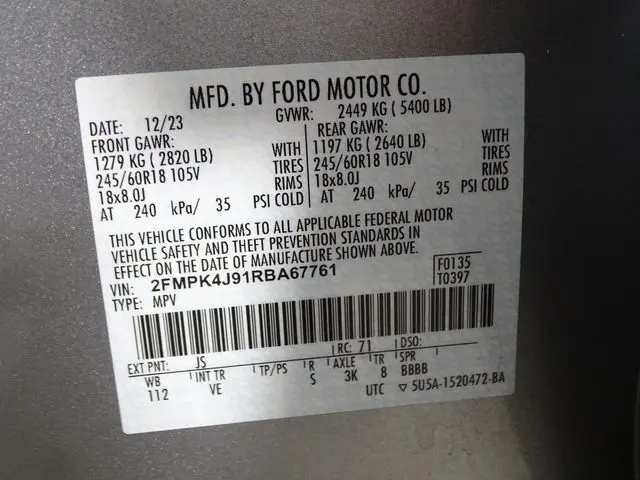 MFD. BY FORD MOTOR CO.
DATE: 12/23 GVWR: 2449 KG ( 5400 LB)
FRONT GAWR: REAR GAWR:
1279 KG ( 2820 LB) WITH 1197 KG ( 2640 LB) WITH
245/60R18 105V TIRES 245/60R18 105V TIRES
18x8.0J RIMS 18x8.0J RIMS
AT 240 kPa/ 35 PSI COLD AT 240 kPa/ 35 PSI COLD
THIS VEHICLE CONFORMS TO ALL APPLICABLE FEDERAL MOTOR
VEHICLE SAFETY AND THEFT PREVENTION STANDARDS IN
EFFECT ON THE DATE OF MANUFACTURE SHOWN ABOVE.
VIN: 2FMPK4J91RBA67761 F0135
TYPE: MPV T0397
EXT PNT: JS RC: 71 DSO:
WB INT TR TP/PS R AXLE TR SPR
112 VE S 3K 8 BBBB
UTC ▽ 5U5A-1520472-BA